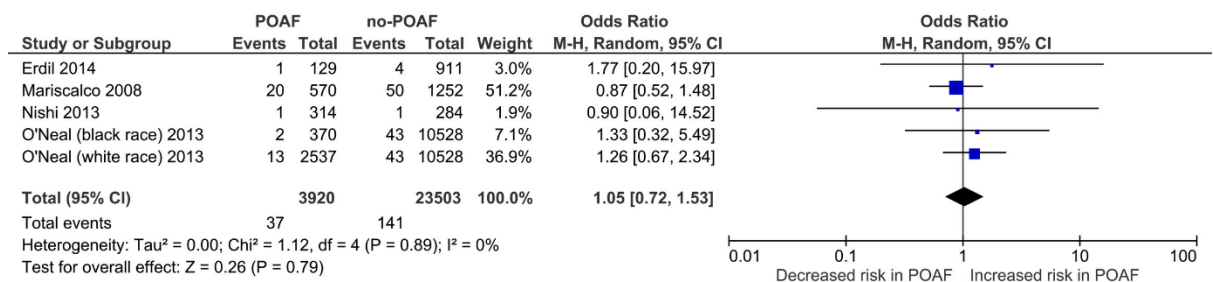 POAF no-POAF Odds Ratio Odds Ratio
Study or Subgroup Events Total Events Total Weight M-H, Random, 95% CI M-H, Random, 95% CI
Erdil 2014 1 129 4 911 3.0% 1.77 [0.20, 15.97]
Mariscalco 2008 20 570 50 1252 51.2% 0.87 [0.52, 1.48]
Nishi 2013 1 314 1 284 1.9% 0.90 [0.06, 14.52]
O'Neal (black race) 2013 2 370 43 10528 7.1% 1.33 [0.32, 5.49]
O'Neal (white race) 2013 13 2537 43 10528 36.9% 1.26 [0.67, 2.34]
Total (95% CI) 3920 23503 100.0% 1.05 [0.72, 1.53]
Total events 37 141
Heterogeneity: Tau² = 0.00; Chi² = 1.12, df = 4 (P = 0.89); I² = 0%
Test for overall effect: Z = 0.26 (P = 0.79)
0.01 0.1 1 10 100
Decreased risk in POAF Increased risk in POAF